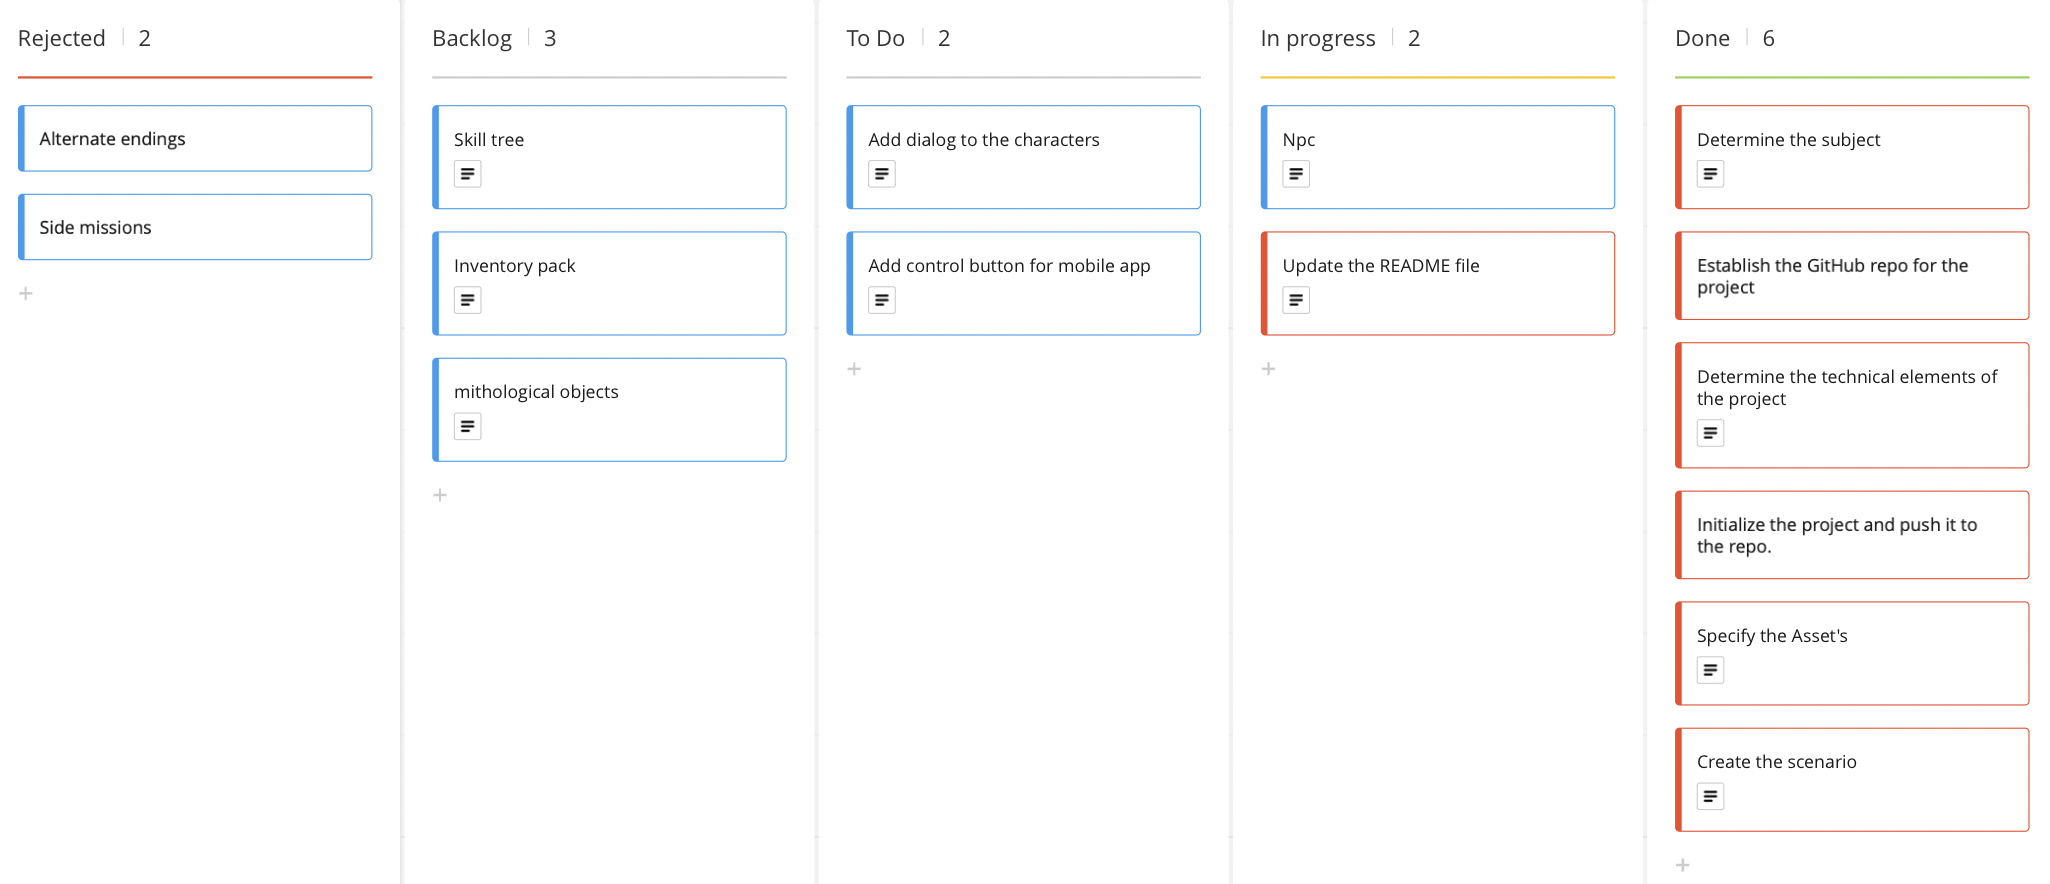 Rejected 2
Alternate endings
Side missions
Backlog 3
Skill tree
Inventory pack
mithological objects
To Do 2
Add dialog to the characters
Add control button for mobile app
In progress 2
Npc
Update the README file
Done 6
Determine the subject
Establish the GitHub repo for the
project
Determine the technical elements of
the project
Initialize the project and push it to
the repo.
Specify the Asset's
Create the scenario